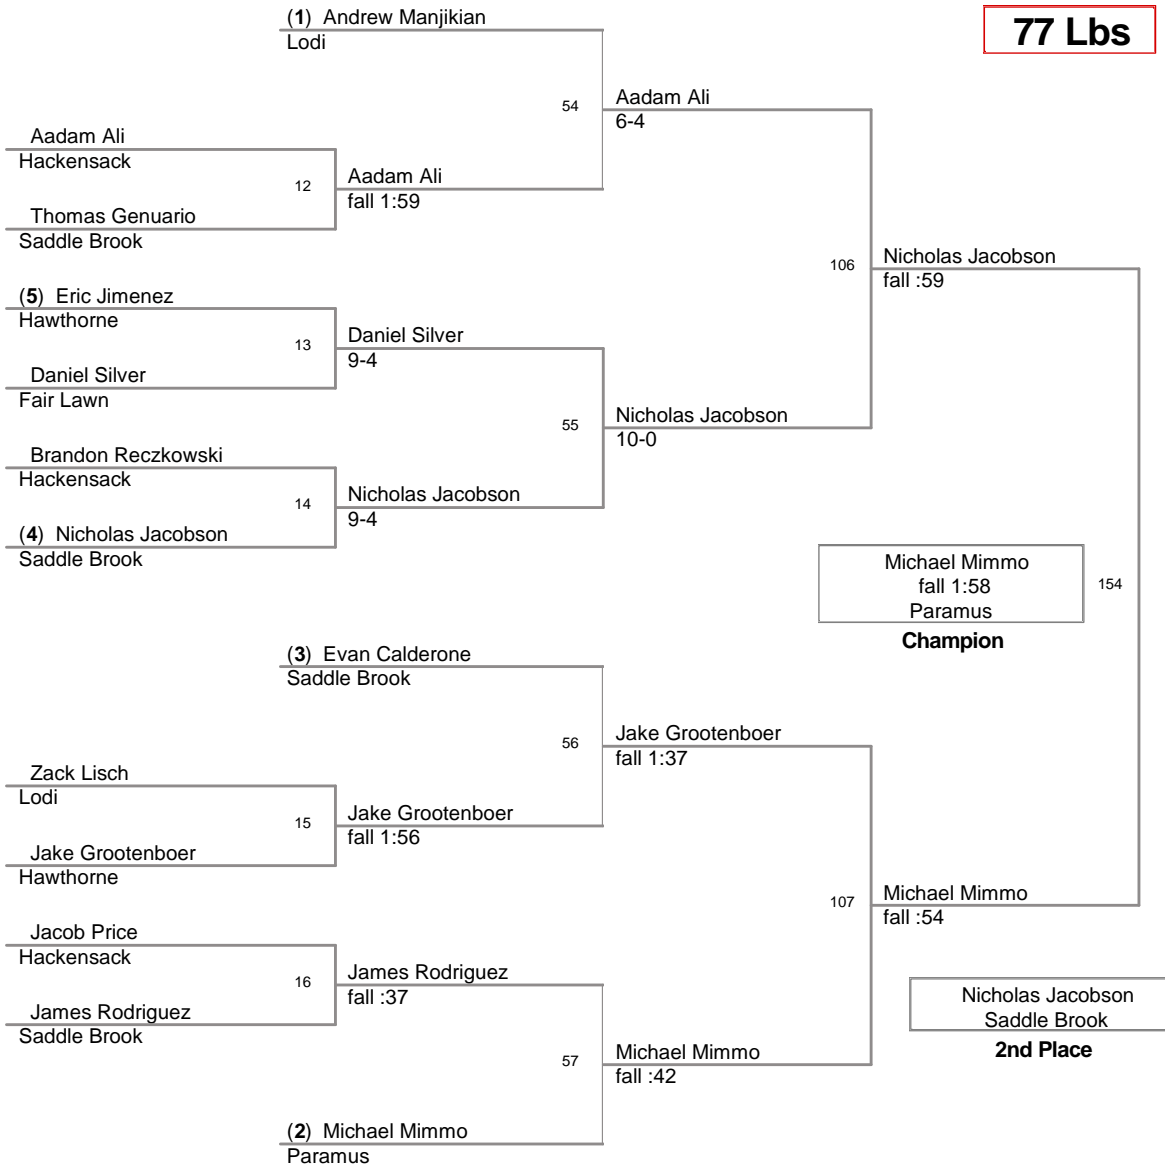 (1) Andrew Manjikian
Lodi
77 Lbs
54
Aadam Ali
6-4
Aadam Ali
Hackensack
12
Aadam Ali
fall 1:59
Thomas Genuario
Saddle Brook
106
Nicholas Jacobson
fall :59
(5) Eric Jimenez
Hawthorne
13
Daniel Silver
9-4
Daniel Silver
Fair Lawn
55
Nicholas Jacobson
10-0
Brandon Reczkowski
Hackensack
14
Nicholas Jacobson
9-4
(4) Nicholas Jacobson
Saddle Brook
Michael Mimmo
fall 1:58
Paramus
Champion
154
(3) Evan Calderone
Saddle Brook
56
Jake Grootenboer
fall 1:37
Zack Lisch
Lodi
15
Jake Grootenboer
fall 1:56
Jake Grootenboer
Hawthorne
107
Michael Mimmo
fall :54
Jacob Price
Hackensack
16
James Rodriguez
fall :37
James Rodriguez
Saddle Brook
Nicholas Jacobson
Saddle Brook
2nd Place
57
Michael Mimmo
fall :42
(2) Michael Mimmo
Paramus